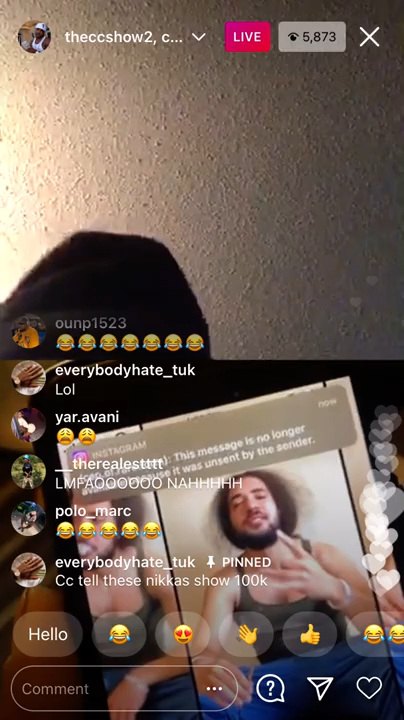 theccshow2, c...
LIVE
5,873
ounp1523
😂😂😂😂😂😂😂
everybodyhate_tuk
Lol
yar.avani
😩😩
now
INSTAGRAM
This message is no longer
because it was unsent by the sender.
__therealestttt
LMFAOOOOOO NAHHHHH
polo_marc
😂😂😂😂😂
everybodyhate_tuk PINNED
Cc tell these nikkas show 100k
Hello 😂 😍 👋 👍 😂😂
Comment